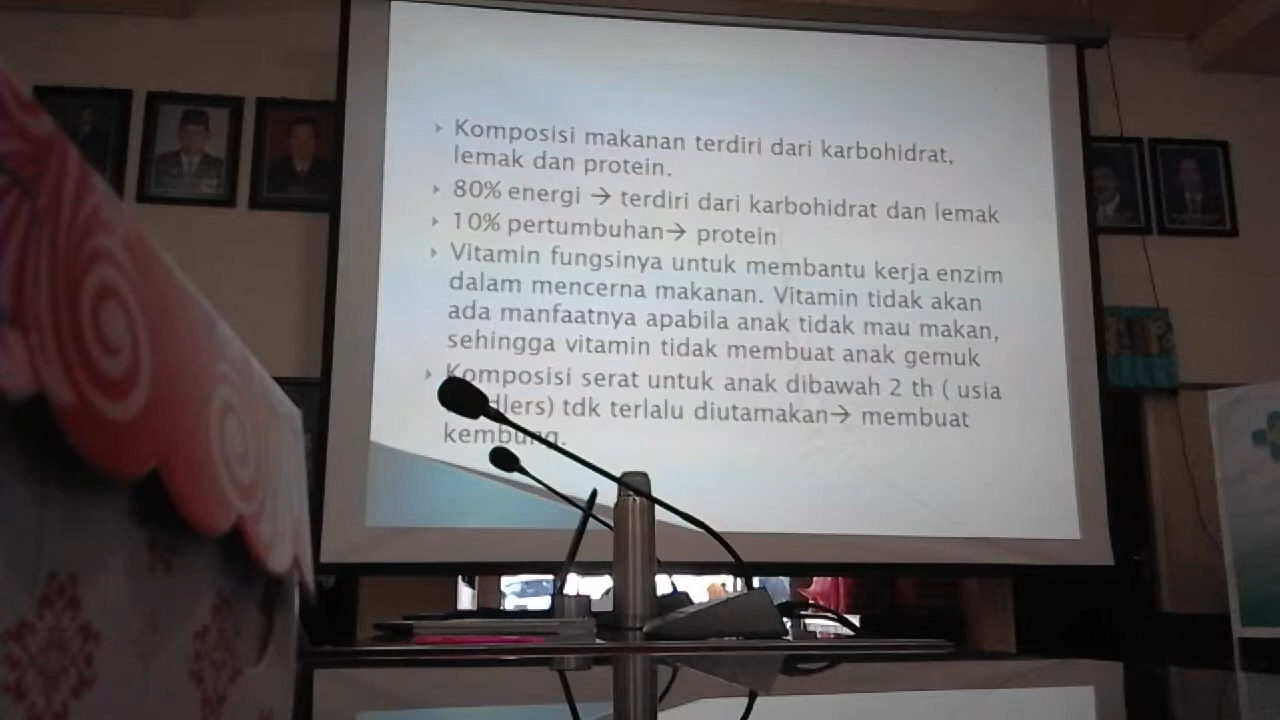 Komposisi makanan terdiri dari karbohidrat,
lemak dan protein.
80% energi → terdiri dari karbohidrat dan lemak
10% pertumbuhan→ protein
Vitamin fungsinya untuk membantu kerja enzim
dalam mencerna makanan. Vitamin tidak akan
ada manfaatnya apabila anak tidak mau makan,
sehingga vitamin tidak membuat anak gemuk
Komposisi serat untuk anak dibawah 2 th ( usia
dlers) tdk terlalu diutamakan→ membuat
kembung.